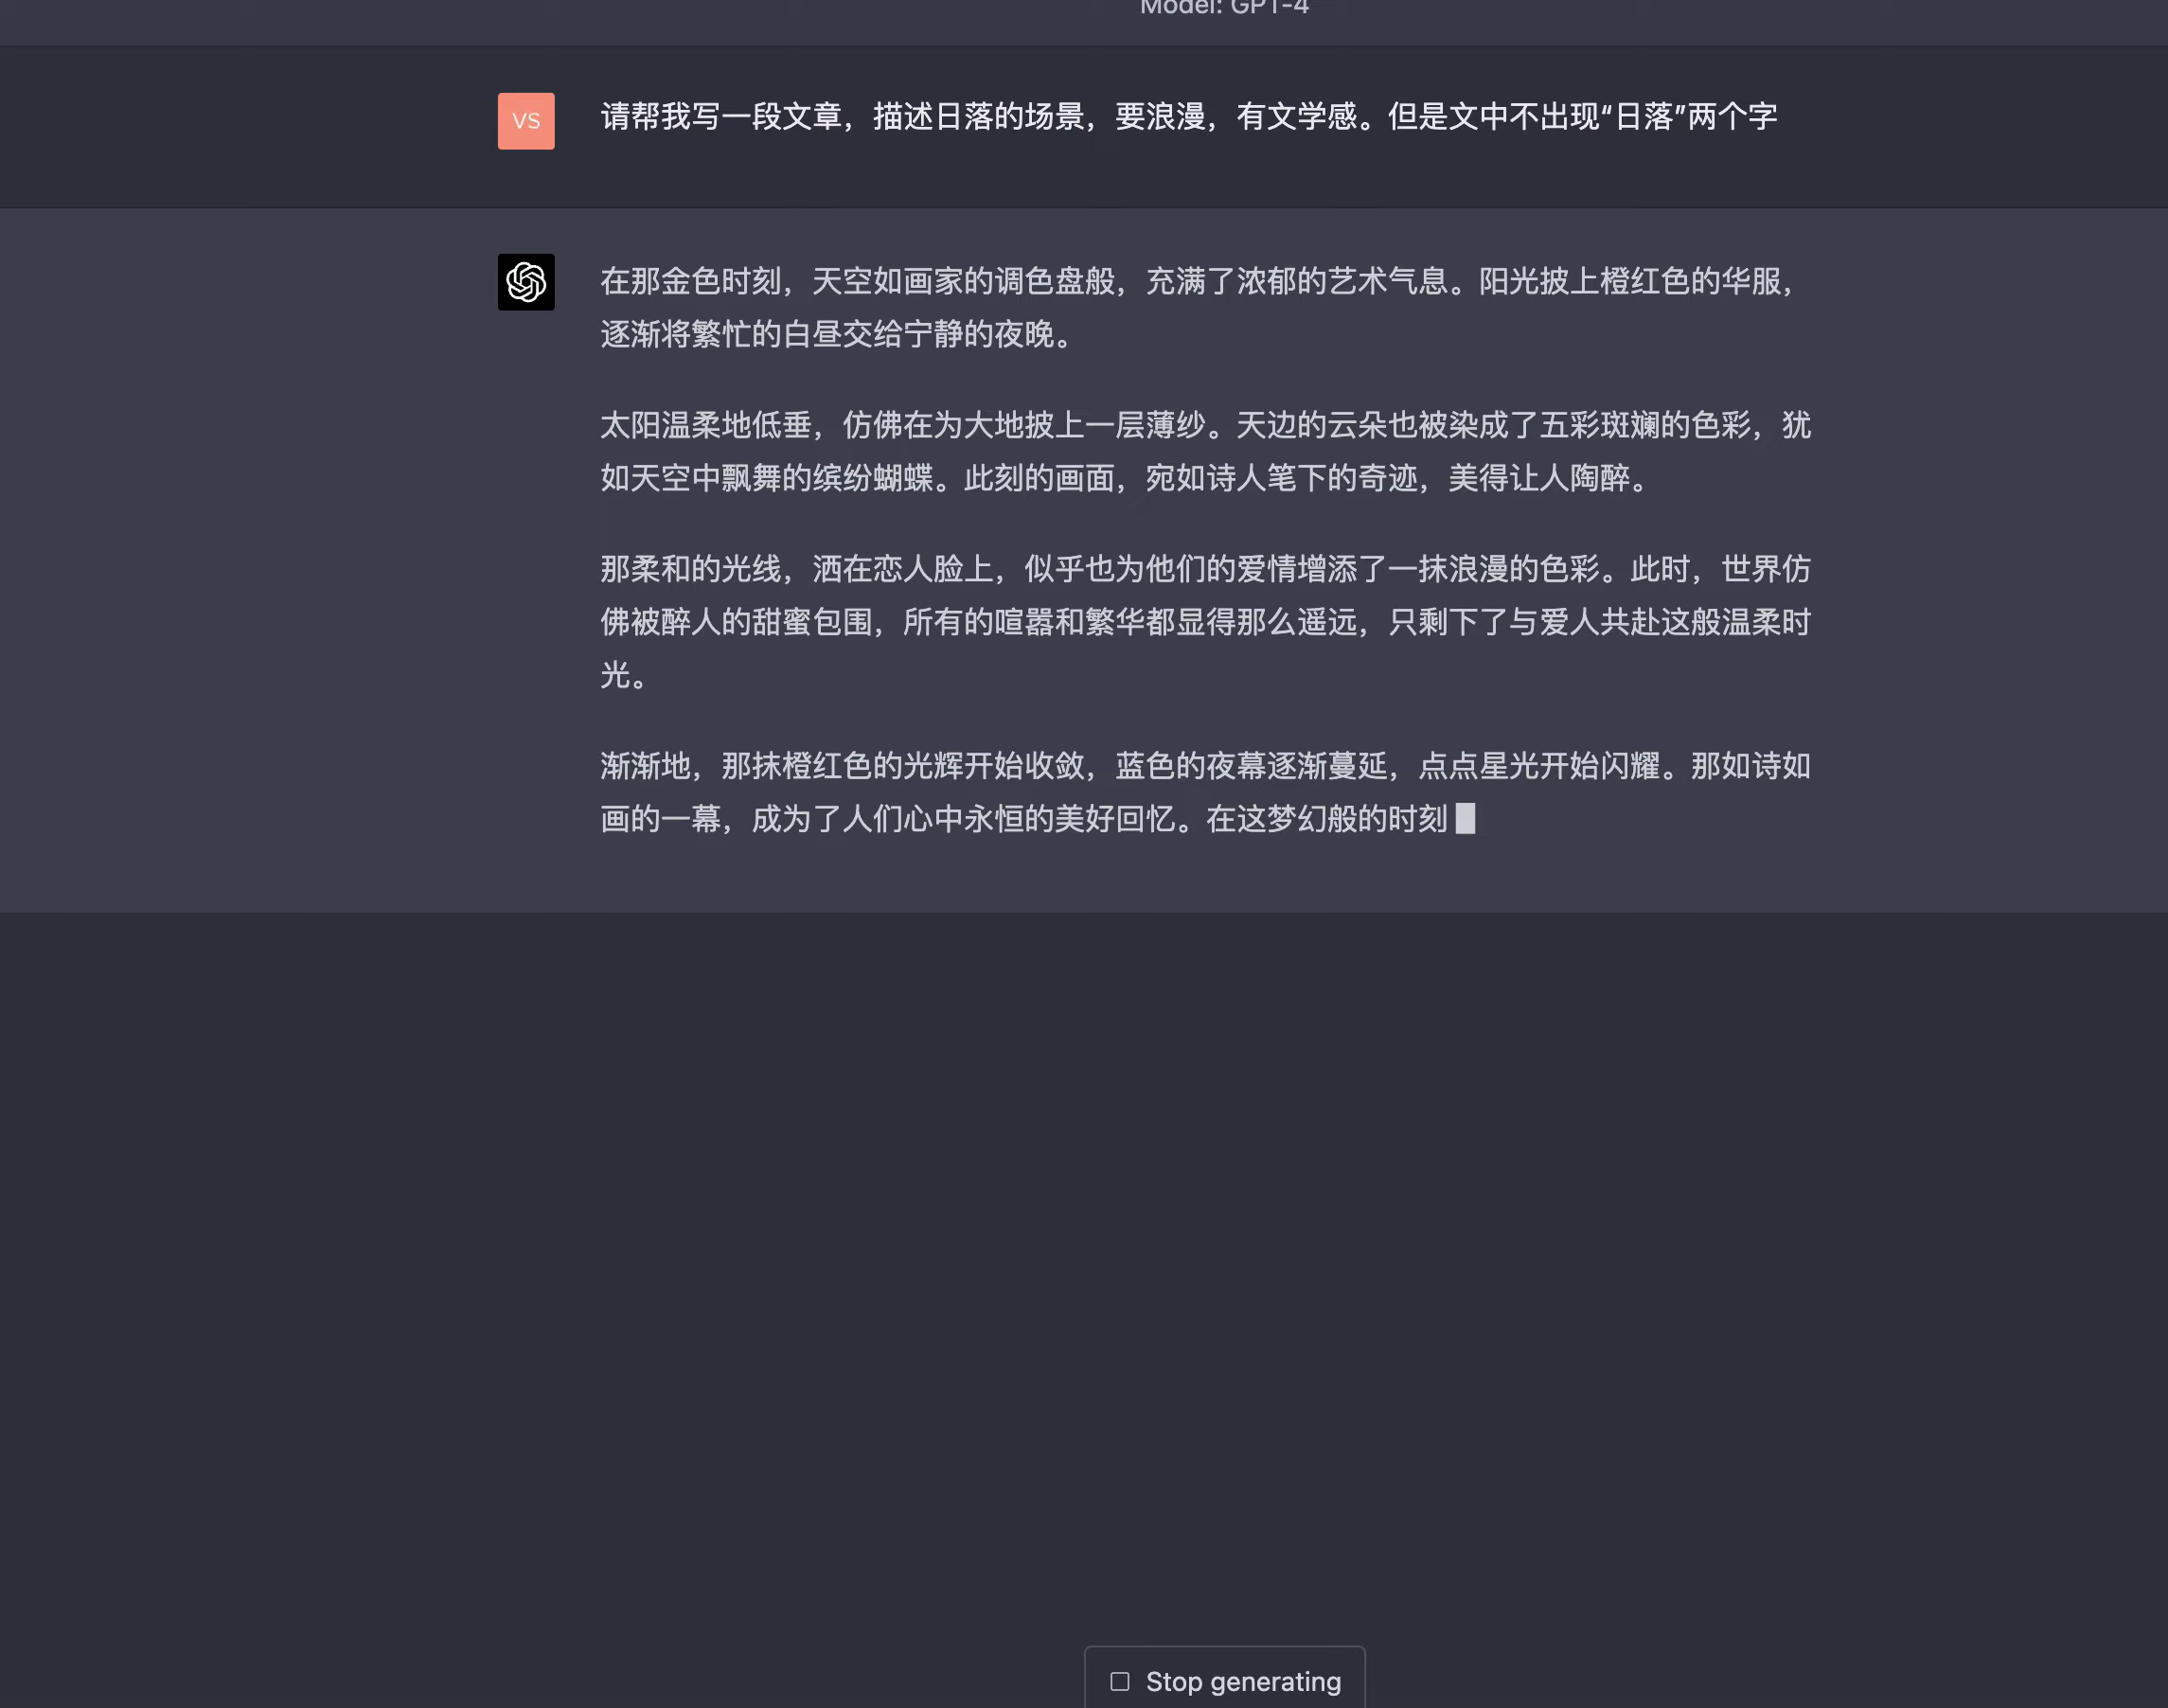 Model: GPT-4
VS
请帮我写一段文章，描述日落的场景，要浪漫，有文学感。但是文中不出现“日落”两个字
在那金色时刻，天空如画家的调色盘般，充满了浓郁的艺术气息。阳光披上橙红色的华服，
逐渐将繁忙的白昼交给宁静的夜晚。
太阳温柔地低垂，仿佛在为大地披上一层薄纱。天边的云朵也被染成了五彩斑斓的色彩，犹
如天空中飘舞的缤纷蝴蝶。此刻的画面，宛如诗人笔下的奇迹，美得让人陶醉。
那柔和的光线，洒在恋人脸上，似乎也为他们的爱情增添了一抹浪漫的色彩。此时，世界仿
佛被醉人的甜蜜包围，所有的喧嚣和繁华都显得那么遥远，只剩下了与爱人共赴这般温柔时
光。
渐渐地，那抹橙红色的光辉开始收敛，蓝色的夜幕逐渐蔓延，点点星光开始闪耀。那如诗如
画的一幕，成为了人们心中永恒的美好回忆。在这梦幻般的时刻
Stop generating